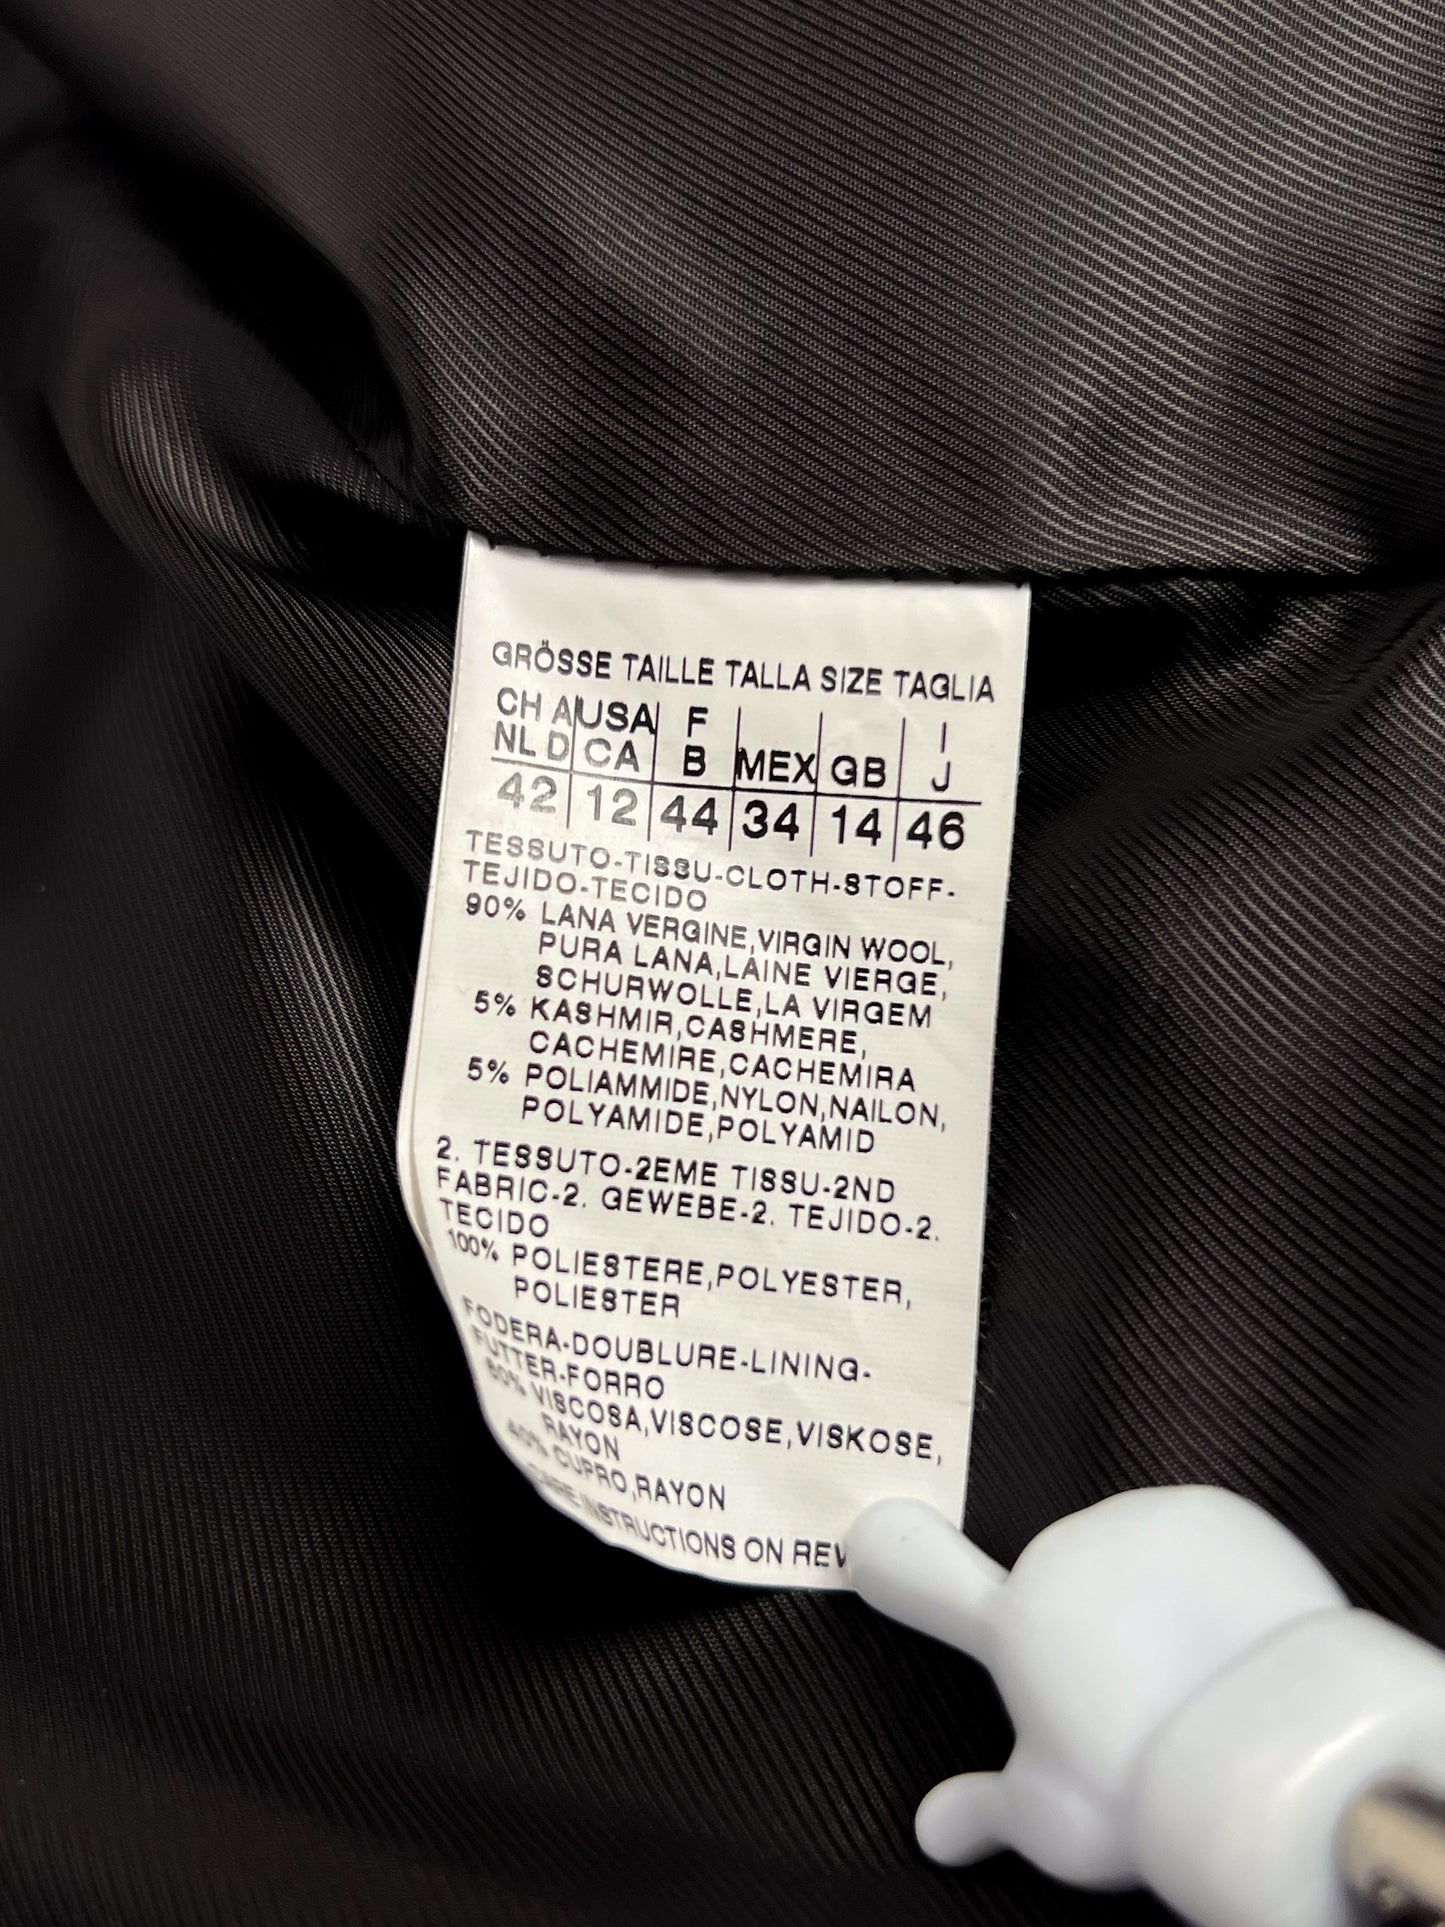 GRÖSSE TAILLE TALLA SIZE TAGLIA
CH A USA F I
NL D CA B MEX GB J
42 12 44 34 14 46
TESSUTO-TISSU-CLOTH-STOFF-
TEJIDO-TECIDO
90% LANA VERGINE,VIRGIN WOOL,
PURA LANA,LAINE VIERGE,
SCHURWOLLE,LA VIRGEM
5% KASHMIR,CASHMERE,
CACHEMIRE,CACHEMIRA
5% POLIAMMIDE,NYLON,NAILON,
POLYAMIDE,POLYAMID
2. TESSUTO-2EME TISSU-2ND
FABRIC-2. GEWEBE-2. TEJIDO-2.
TECIDO
100% POLIESTERE,POLYESTER,
POLIESTER
FODERA-DOUBLURE-LINING-
FUTTER-FORRO
60% VISCOSA,VISCOSE,VISKOSE,
RAYON
40% CUPRO,RAYON
CARE INSTRUCTIONS ON REV